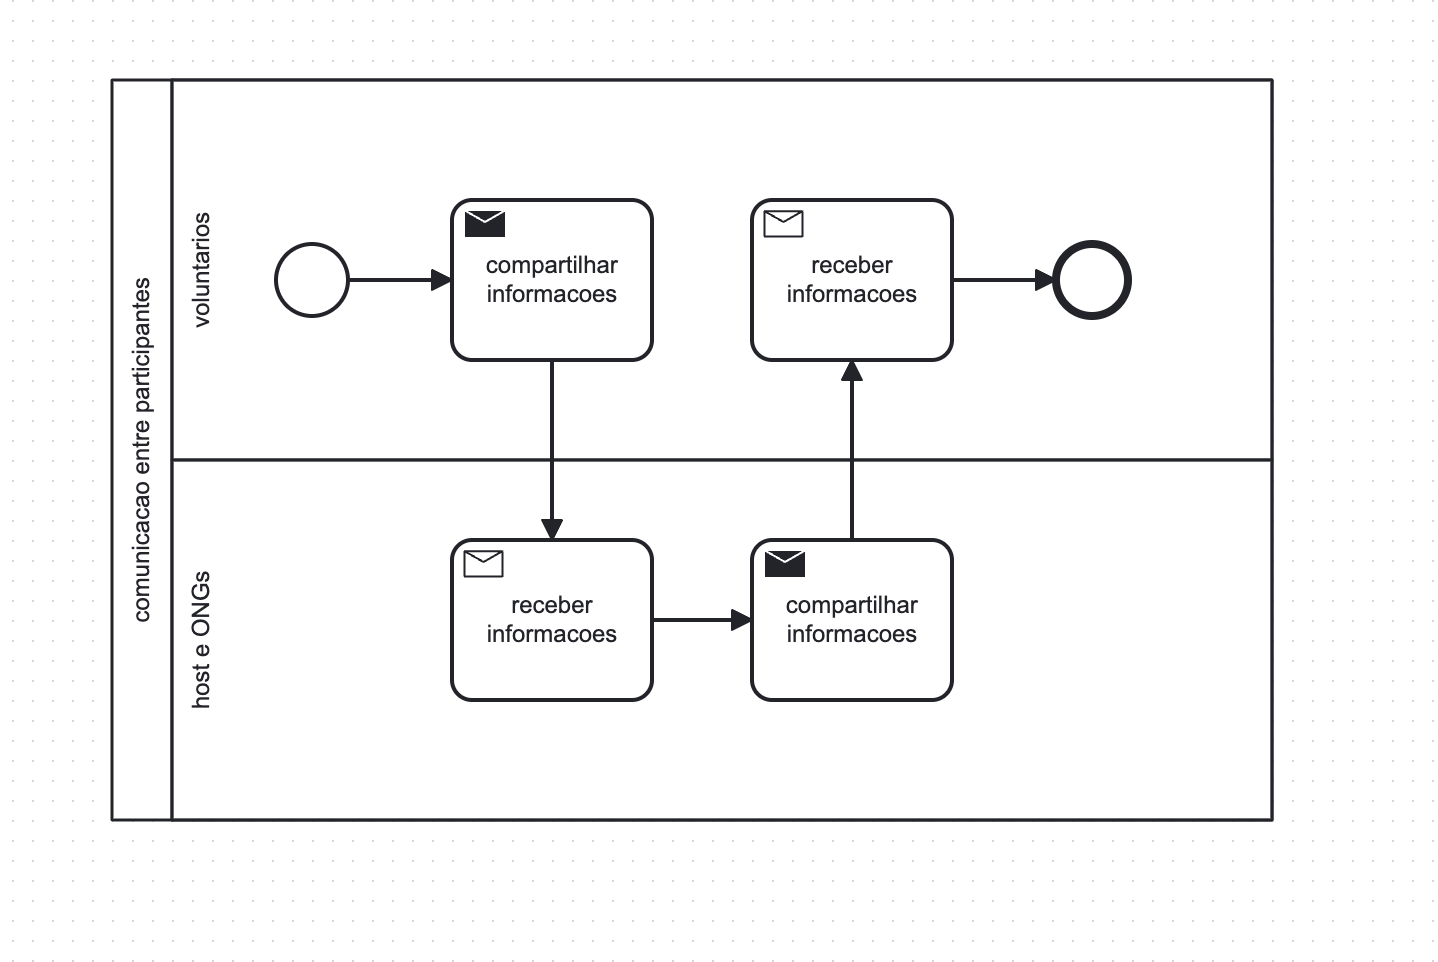 comunicacao entre participantes
voluntarios
compartilhar
informacoes
receber
informacoes
host e ONGs
receber
informacoes
compartilhar
informacoes